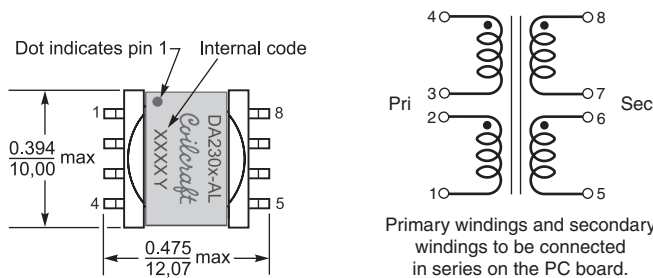 Dot indicates pin 1
Internal code
1
8
DA230x-AL
Coilcraft
XXXXY
0.394
10,00
max
4
5
0.475
12,07
max
4
8
3
7
Pri
Sec
2
6
1
5
Primary windings and secondary
windings to be connected
in series on the PC board.